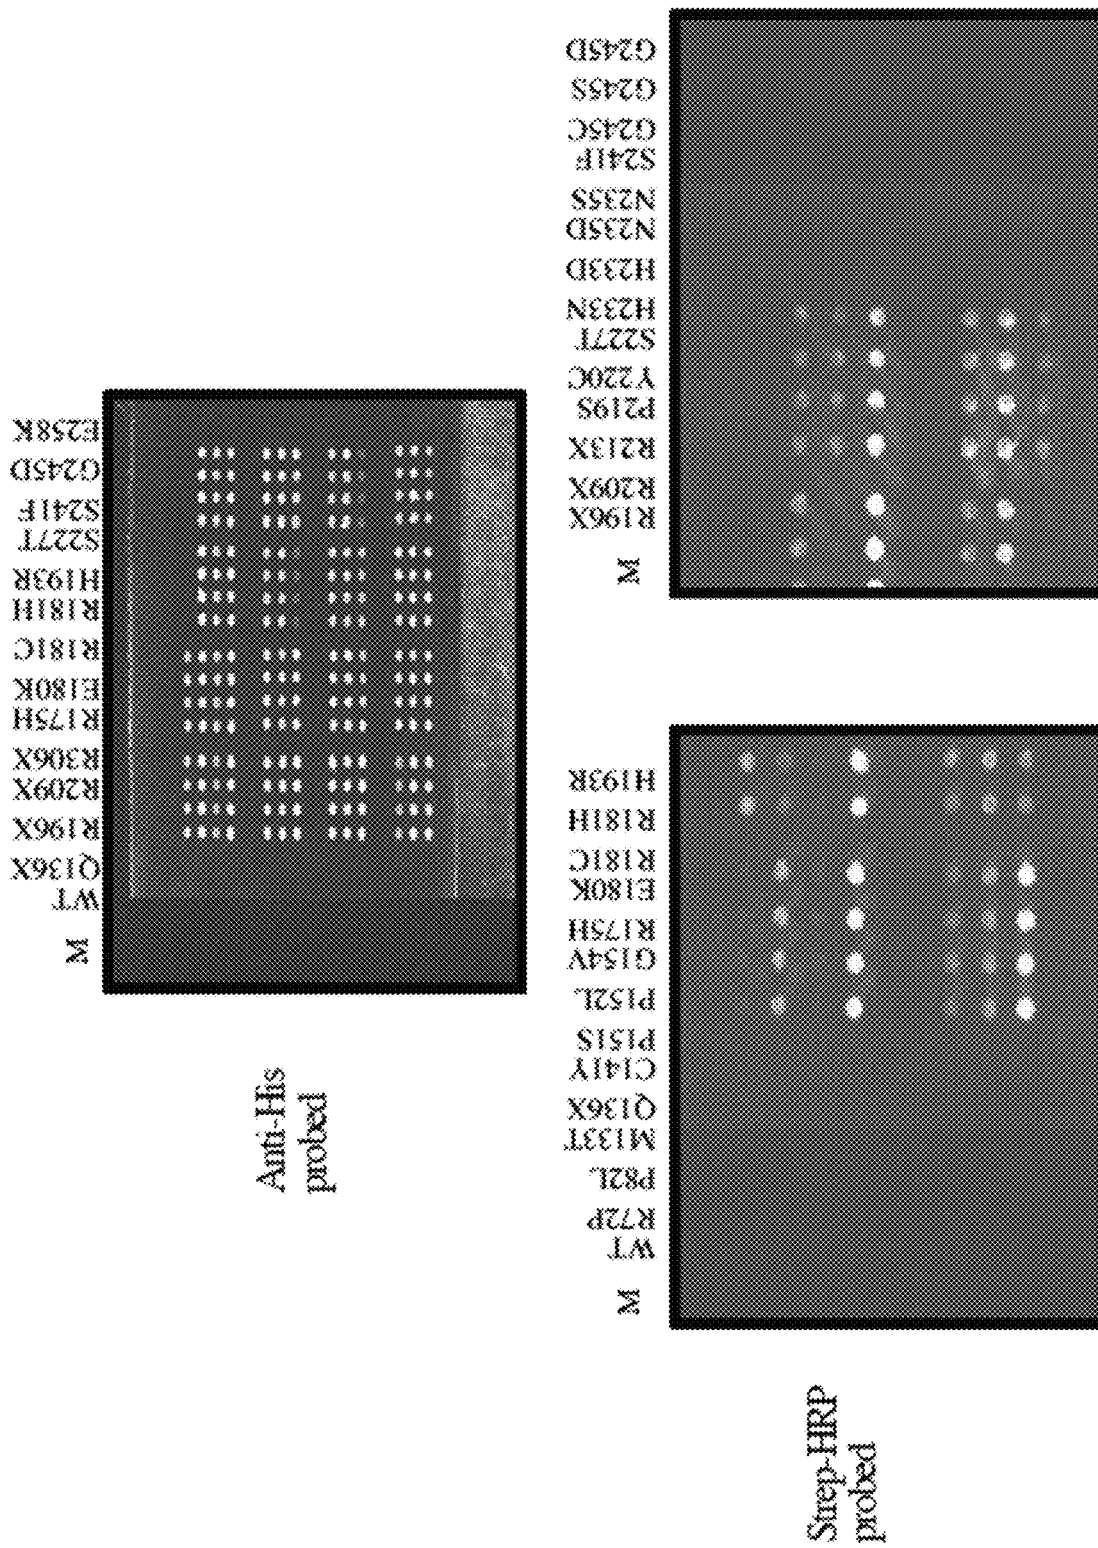 M
WT
Q136X
R196X
R209X
R306X
R175H
E180K
R181C
R181H
H193R
S227T
S241F
G245D
E258K
Anti-His
probed
M
WT
R72P
P82L
M133T
Q136X
C141Y
P151S
P152L
G154V
R175H
E180K
R181C
R181H
H193R
M
R196X
R209X
R213X
P219S
Y220C
S227T
H233N
H233D
N235D
N235S
S241F
G245C
G245S
G245D
Strep-HRP
probed